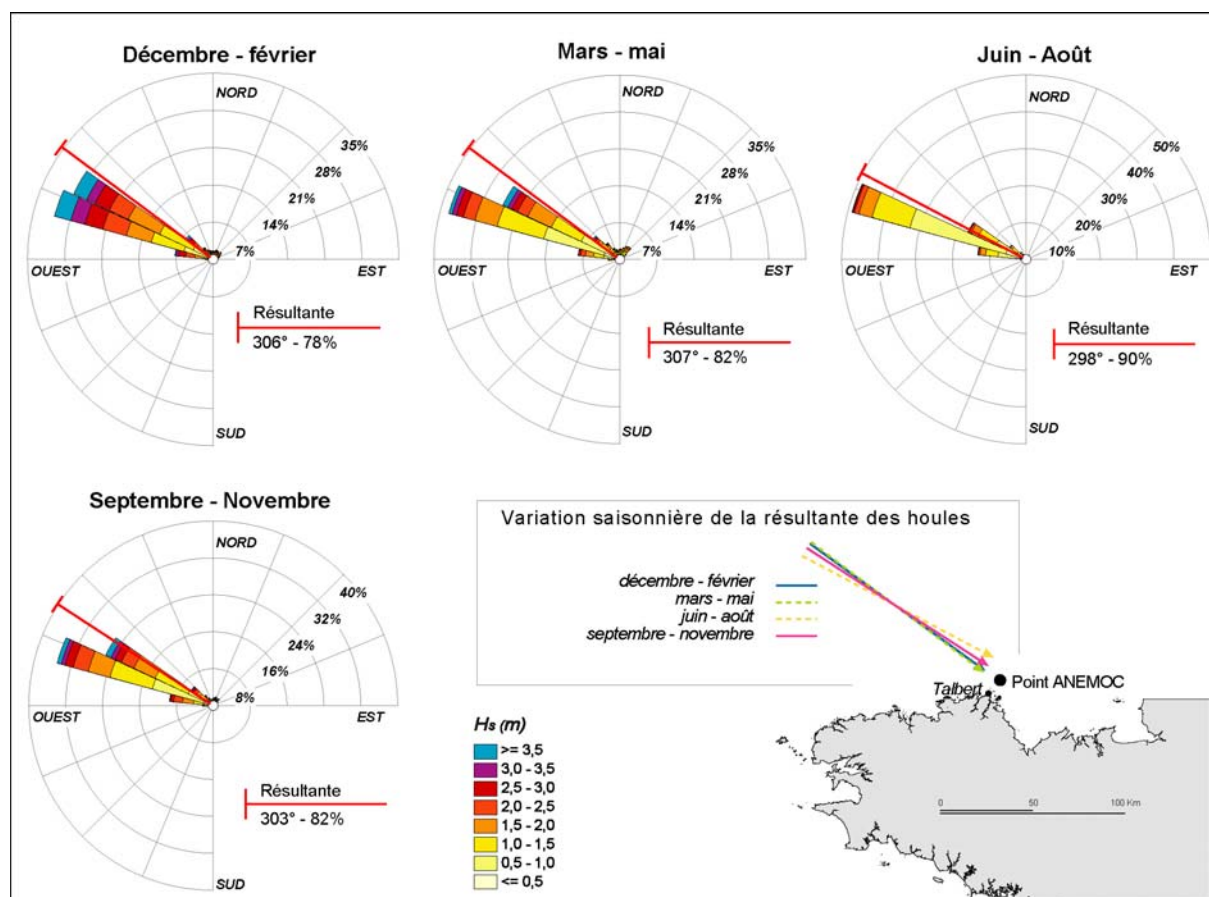 Décembre - février
NORD
35%
28%
21%
14%
7%
OUEST
EST
Résultante
306° - 78%
SUD
Mars - mai
NORD
35%
28%
21%
14%
7%
OUEST
EST
Résultante
307° - 82%
SUD
Juin - Août
NORD
50%
40%
30%
20%
10%
OUEST
EST
Résultante
298° - 90%
SUD
Septembre - Novembre
NORD
40%
32%
24%
16%
8%
OUEST
EST
Résultante
303° - 82%
SUD
Variation saisonnière de la résultante des houles
décembre - février
mars - mai
juin - août
septembre - novembre
Point ANEMOC
Talbert
0 50 100 Km
Hs (m)
>= 3,5
3,0 - 3,5
2,5 - 3,0
2,0 - 2,5
1,5 - 2,0
1,0 - 1,5
0,5 - 1,0
<= 0,5